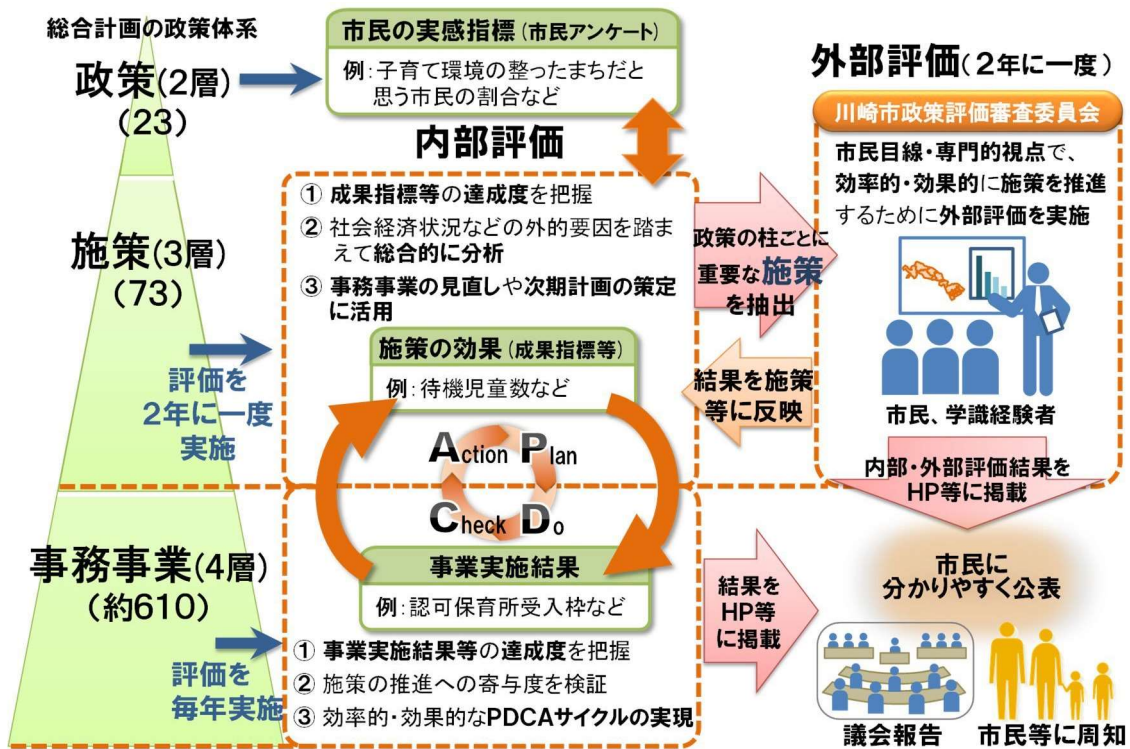 総合計画の政策体系
政策(2層)
(23)
施策(3層)
(73)
評価を
2年に一度
実施
事務事業(4層)
(約610)
評価を
毎年実施
市民の実感指標(市民アンケート)
例:子育て環境の整ったまちだと
思う市民の割合など
内部評価
① 成果指標等の達成度を把握
② 社会経済状況などの外的要因を踏ま
えて総合的に分析
③ 事務事業の見直しや次期計画の策定
に活用
施策の効果(成果指標等)
例:待機児童数など
Action Plan
Check Do
事業実施結果
例:認可保育所受入枠など
① 事業実施結果等の達成度を把握
② 施策の推進への寄与度を検証
③ 効率的・効果的なPDCAサイクルの実現
政策の柱ごとに
重要な施策
を抽出
結果を施策
等に反映
結果を
HP等
に掲載
外部評価(2年に一度)
川崎市政策評価審査委員会
市民目線・専門的視点で、
効率的・効果的に施策を推進
するために外部評価を実施
市民、学識経験者
内部・外部評価結果を
HP等に掲載
市民に
分かりやすく公表
議会報告
市民等に周知